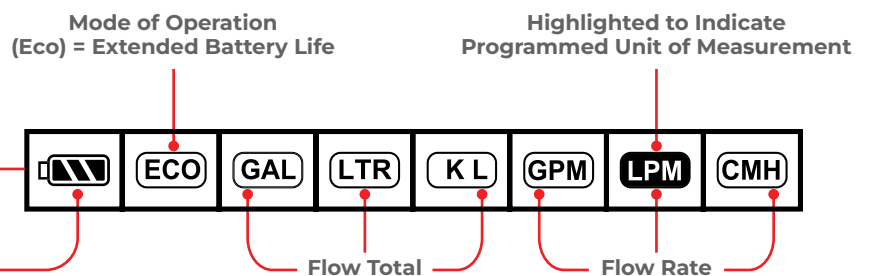 Mode of Operation
(Eco) = Extended Battery Life
Highlighted to Indicate
Programmed Unit of Measurement
ECO GAL LTR K L GPM LPM CMH
Flow Total
Flow Rate